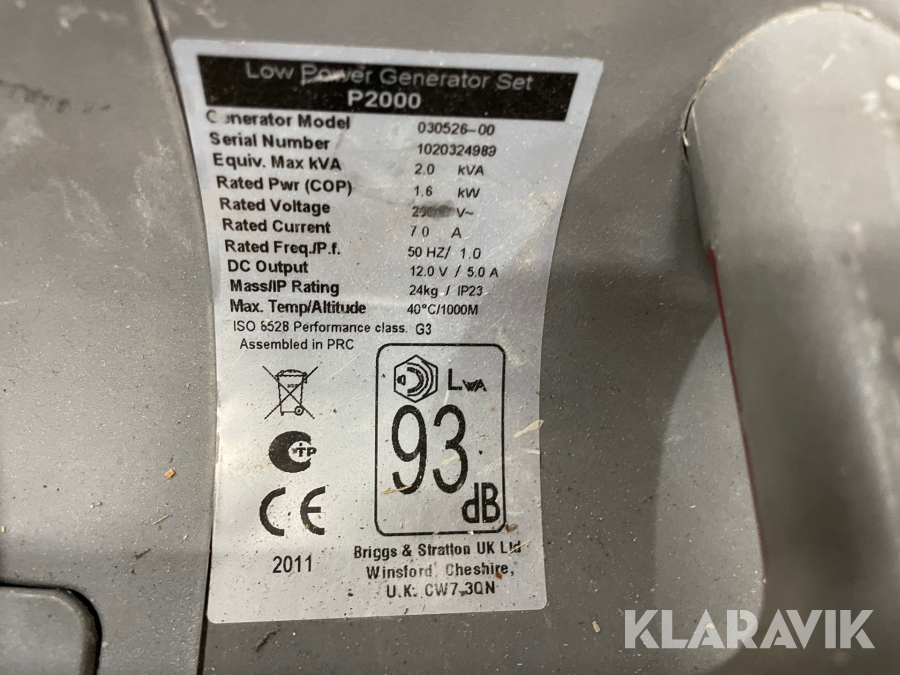 Low Power Generator Set
P2000
Generator Model 030526-00
Serial Number 1020324989
Equiv. Max kVA 2.0 kVA
Rated Pwr (COP) 1.6 kW
Rated Voltage V~
Rated Current 7.0 A
Rated Freq./P.f. 50 HZ/ 1.0
DC Output 12.0 V / 5.0 A
Mass/IP Rating 24kg / IP23
Max. Temp/Altitude 40°C/1000M
ISO 8528 Performance class. G3
Assembled in PRC
LWA
93
dB
CE
2011
Briggs & Stratton UK Ltd
Winsford, Cheshire,
U.K. CW7 3QN
KLARAVIK